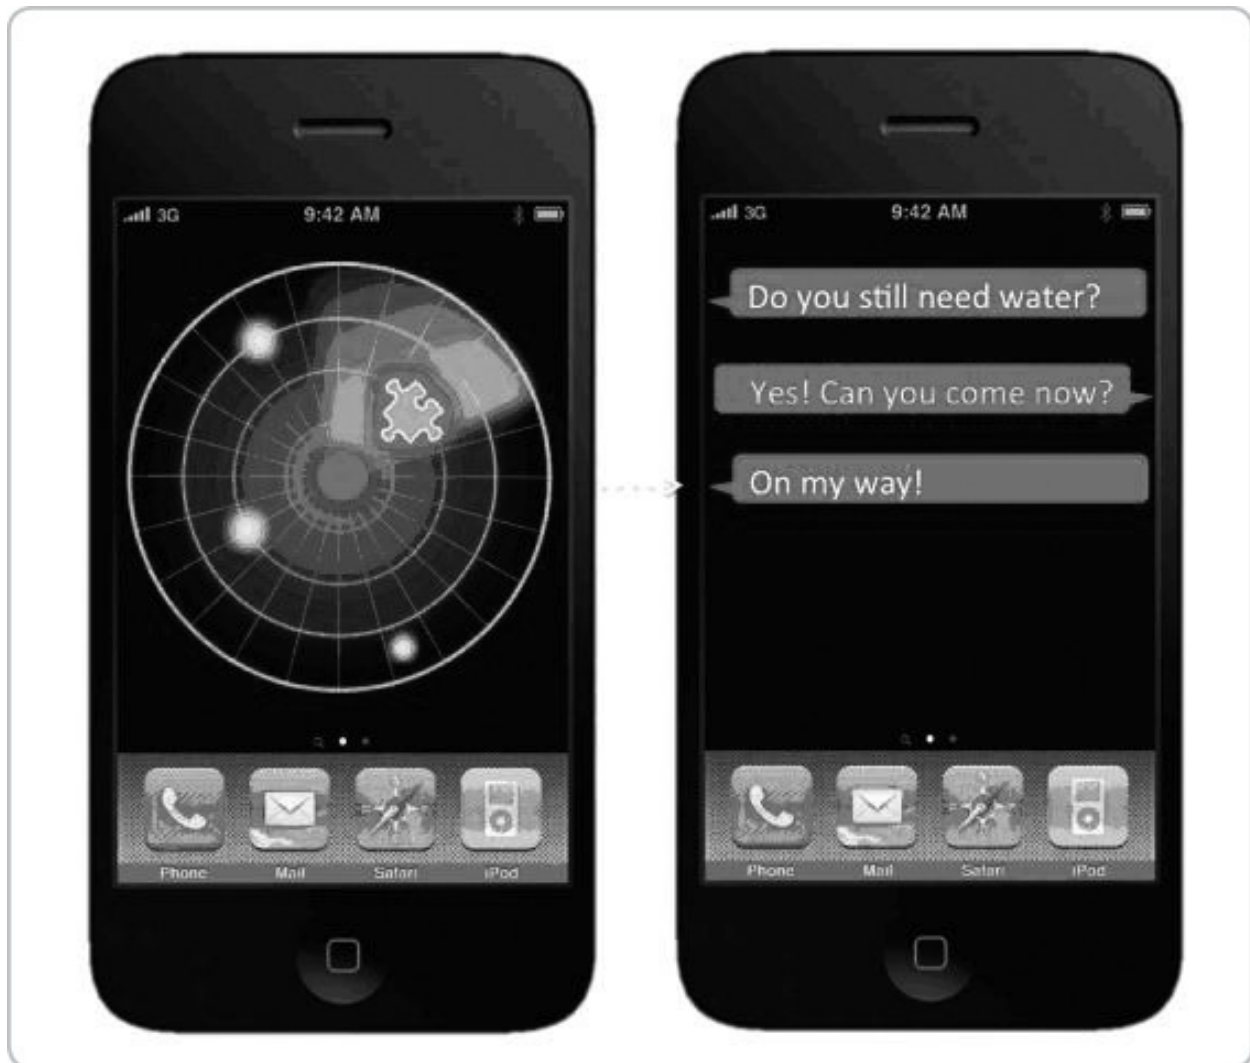 3G 9:42 AM
Phone Mail Safari iPod
3G 9:42 AM
Do you still need water?
Yes! Can you come now?
On my way!
Phone Mail Safari iPod